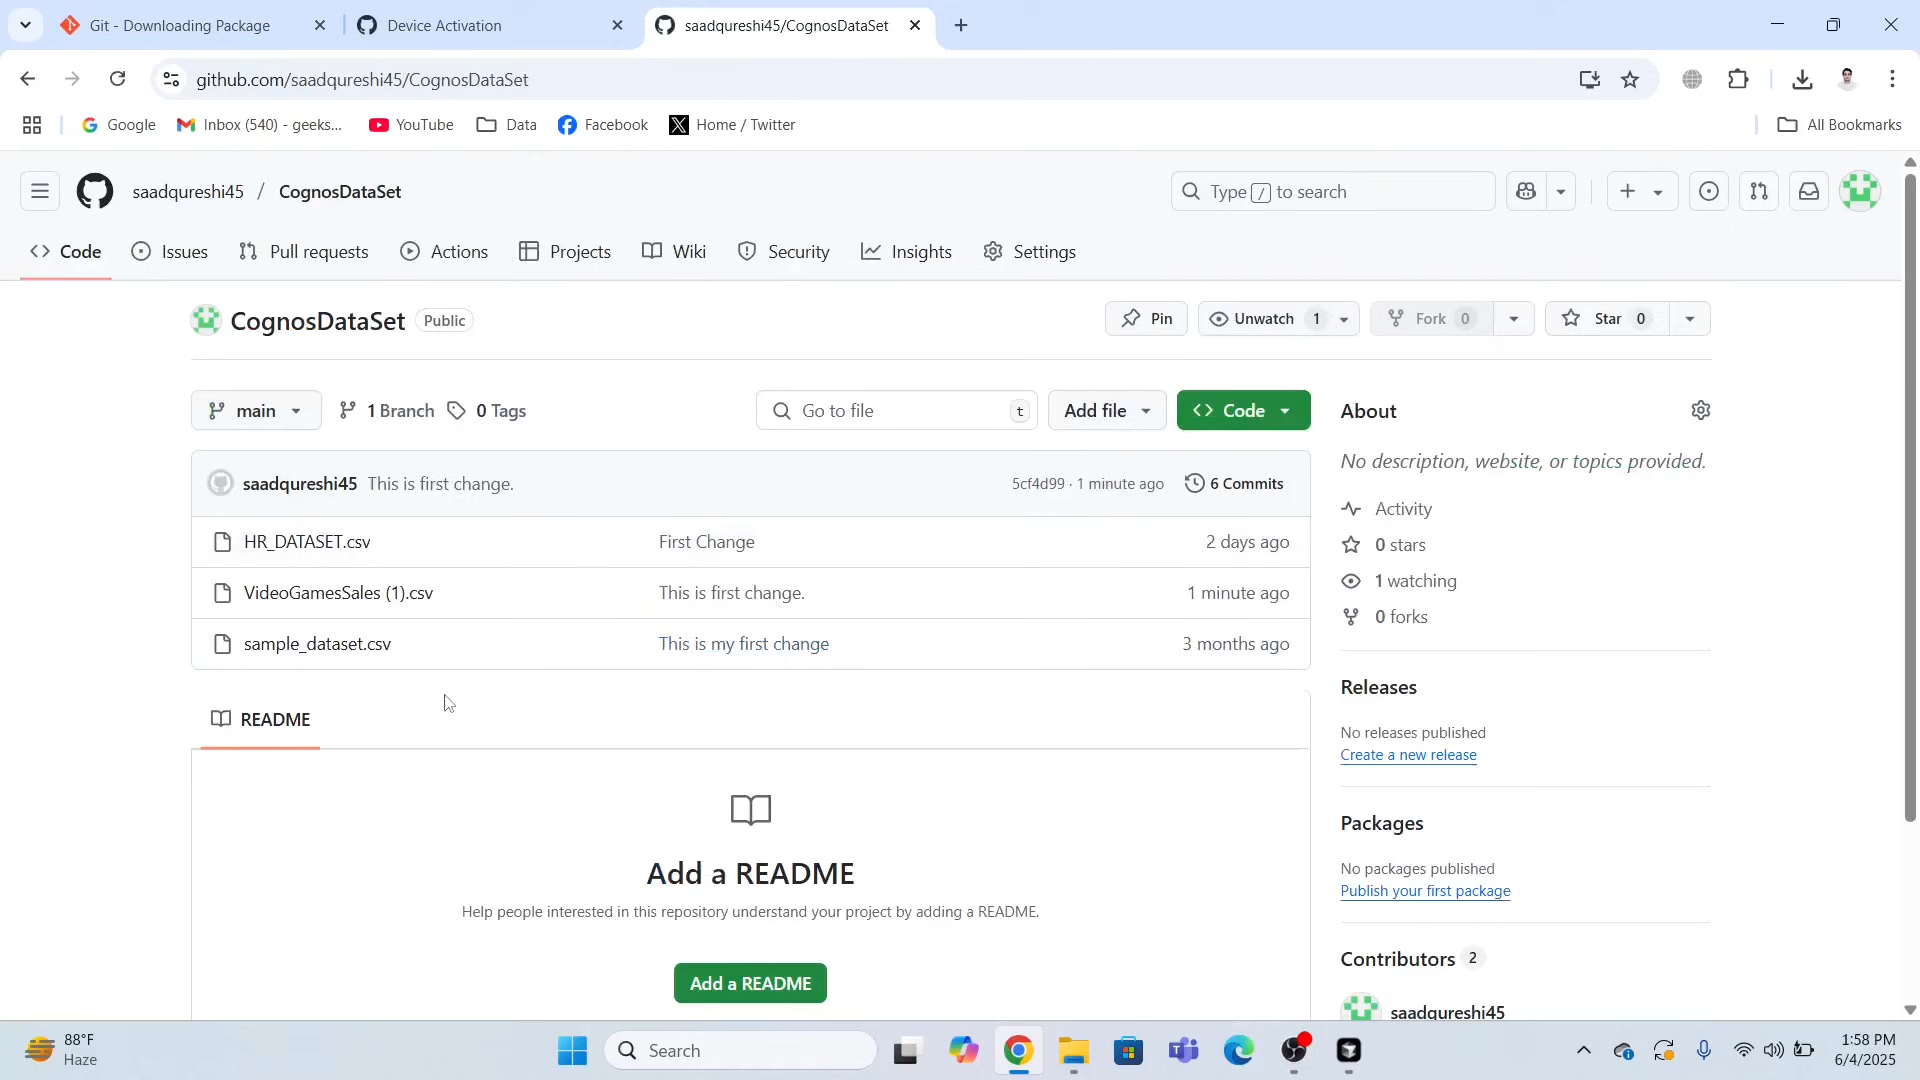 Git - Downloading Package
Device Activation
saadqureshi45/CognosDataSet
github.com/saadqureshi45/CognosDataSet
Google
Inbox (540) - geeks...
YouTube
Data
Facebook
Home / Twitter
All Bookmarks
saadqureshi45 / CognosDataSet
Type / to search
Code
Issues
Pull requests
Actions
Projects
Wiki
Security
Insights
Settings
CognosDataSet Public
Pin
Unwatch 1
Fork 0
Star 0
main
1 Branch
0 Tags
Go to file t
Add file
Code
saadqureshi45 This is first change. 5cf4d99 · 1 minute ago 6 Commits
HR_DATASET.csv First Change 2 days ago
VideoGamesSales (1).csv This is first change. 1 minute ago
sample_dataset.csv This is my first change 3 months ago
README
Add a README
Help people interested in this repository understand your project by adding a README.
Add a README
About
No description, website, or topics provided.
Activity
0 stars
1 watching
0 forks
Releases
No releases published
Create a new release
Packages
No packages published
Publish your first package
Contributors 2
saadqureshi45
88°F
Haze
Search
1:58 PM
6/4/2025